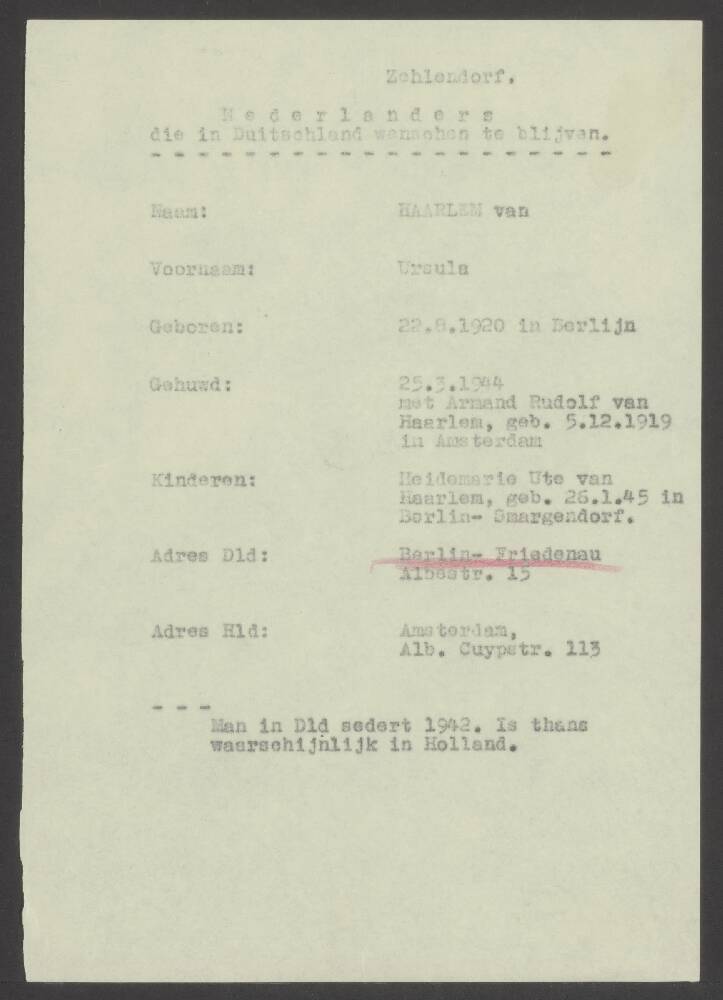 Zehlendorf.
Nederlanders
die in Duitschland wenschen te blijven.
- - - - - - - - - - - - - - - - - - - -
Naam: HAARLEM van
Voornaam: Ursula
Geboren: 22.8.1920 in Berlijn
Gehuwd: 25.3.1944
met Armand Rudolf van
Haarlem, geb. 5.12.1919
in Amsterdam
Kinderen: Heidemarie Ute van
Haarlem, geb. 26.1.45 in
Berlin- Smargendorf.
Adres Dld: Berlin- Friedenau
Albestr. 15
Adres Hld: Amsterdam,
Alb. Cuypstr. 113
- - -
Man in Dld sedert 1942. Is thans
waarschijnlijk in Holland.